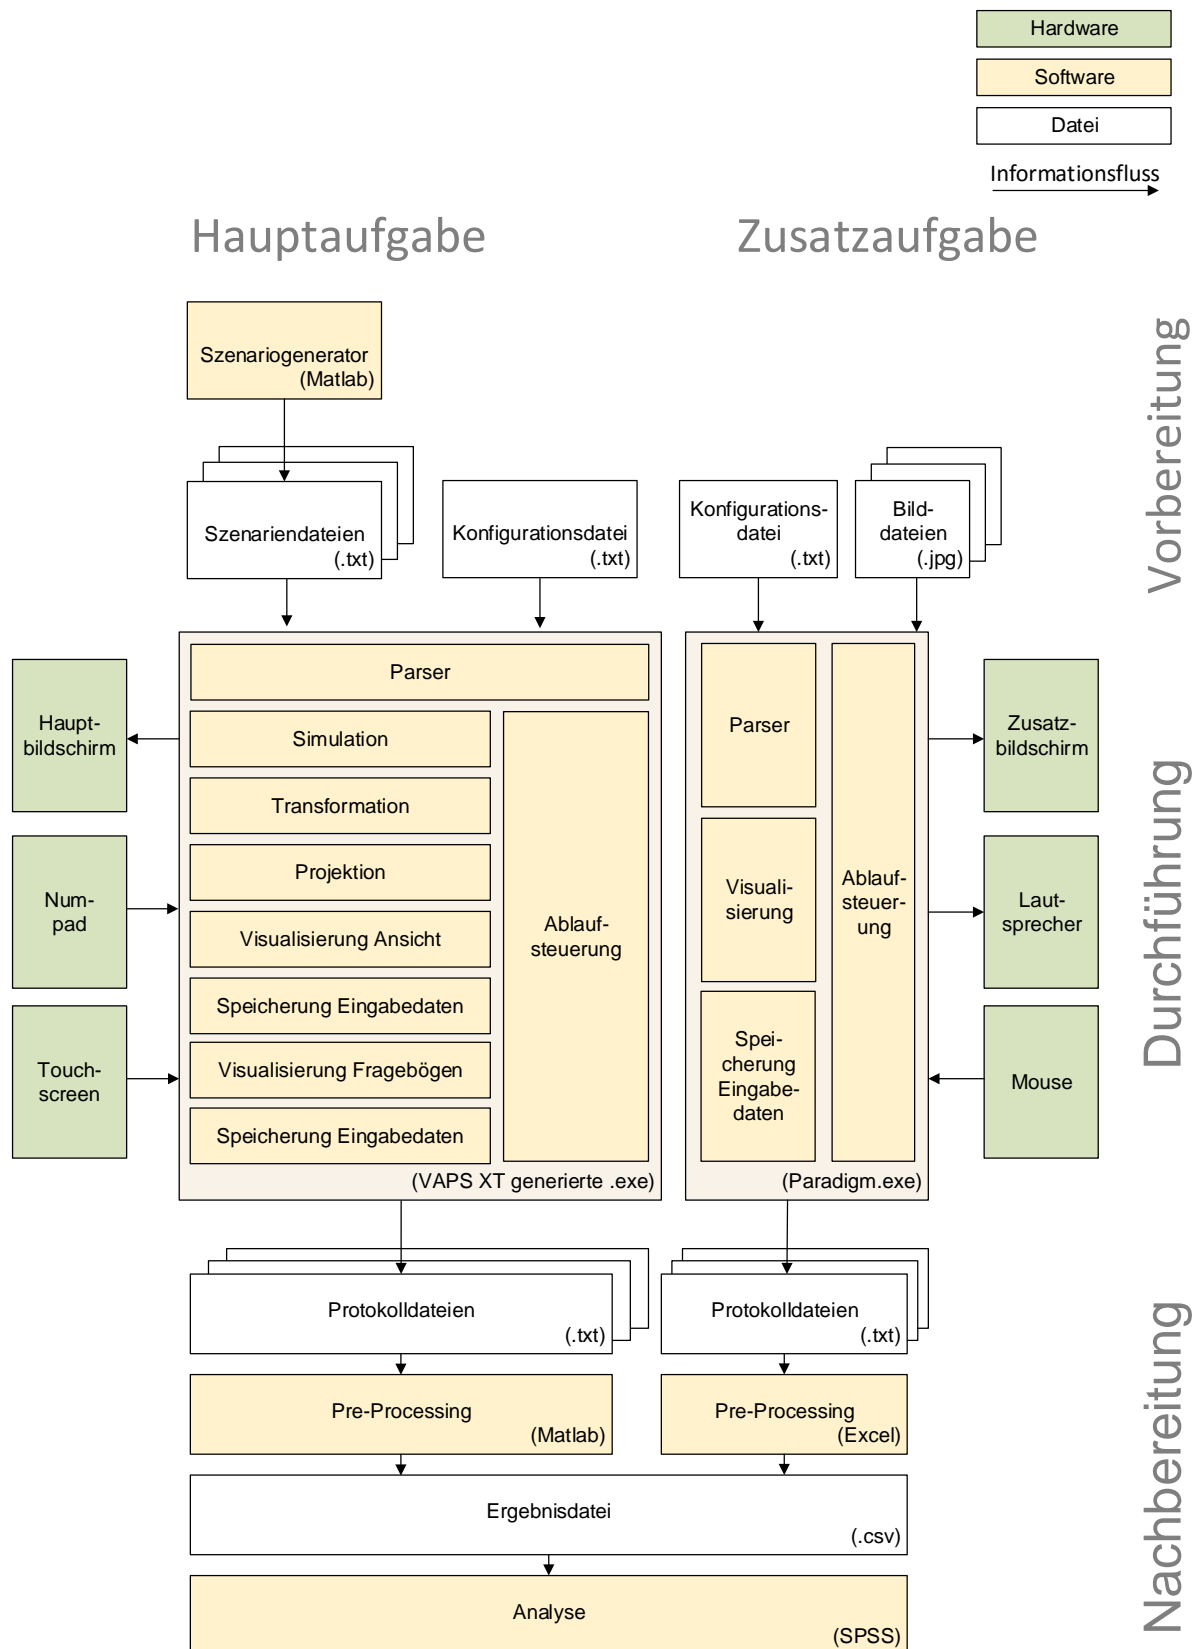 Hardware
Software
Datei
Informationsfluss
Hauptaufgabe
Zusatzaufgabe
Vorbereitung
Szenariogenerator
(Matlab)
Szenariendateien
(.txt)
Konfigurationsdatei
(.txt)
Konfigurations-
datei
(.txt)
Bild-
dateien
(.jpg)
Durchführung
Haupt-
bildschirm
Num-
pad
Touch-
screen
Parser
Simulation
Transformation
Projektion
Visualisierung Ansicht
Speicherung Eingabedaten
Visualisierung Fragebögen
Speicherung Eingabedaten
Ablauf-
steuerung
(VAPS XT generierte .exe)
Parser
Visuali-
sierung
Spei-
cherung
Eingabe-
daten
Ablauf-
steuer-
ung
(Paradigm.exe)
Zusatz-
bildschirm
Laut-
sprecher
Mouse
Nachbereitung
Protokolldateien
(.txt)
Protokolldateien
(.txt)
Pre-Processing
(Matlab)
Pre-Processing
(Excel)
Ergebnisdatei
(.csv)
Analyse
(SPSS)